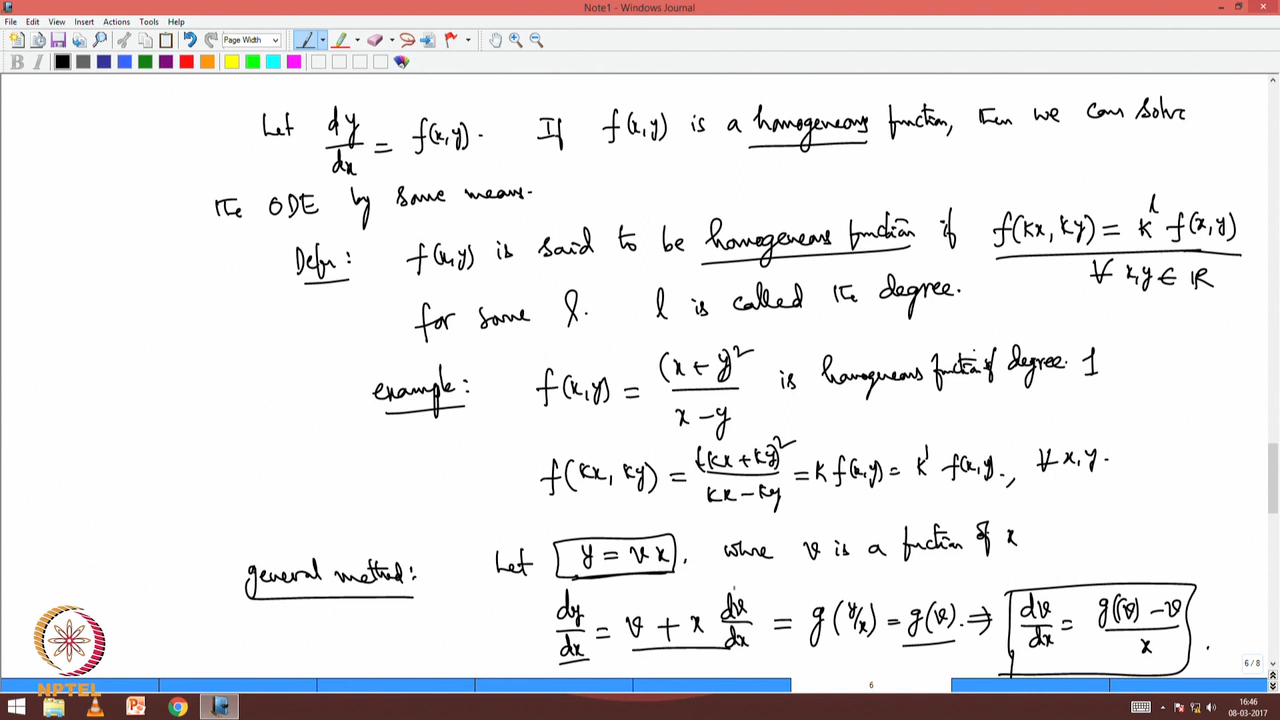 Note1 - Windows Journal
File Edit View Insert Actions Tools Help
Page Width
B I
Let dy/dx = f(x,y). If f(x,y) is a homogeneous function, then we can solve
the ODE by some means.
Defn: f(x,y) is said to be homogeneous function if f(kx, ky) = k^l f(x,y)
∀ x,y ∈ ℝ
for some l. l is called the degree.
example: f(x,y) = (x+y)²/(x-y) is homogeneous function of degree 1
f(kx, ky) = (kx+ky)²/(kx-ky) = k f(x,y) = k¹ f(x,y)., ∀ x,y.
general method: Let y = vx, where v is a function of x
dy/dx = v + x dv/dx = g(y/x) = g(v). ⇒ dv/dx = (g(v) - v)/x.
NPTEL
6 / 8
6
16:46
08-03-2017